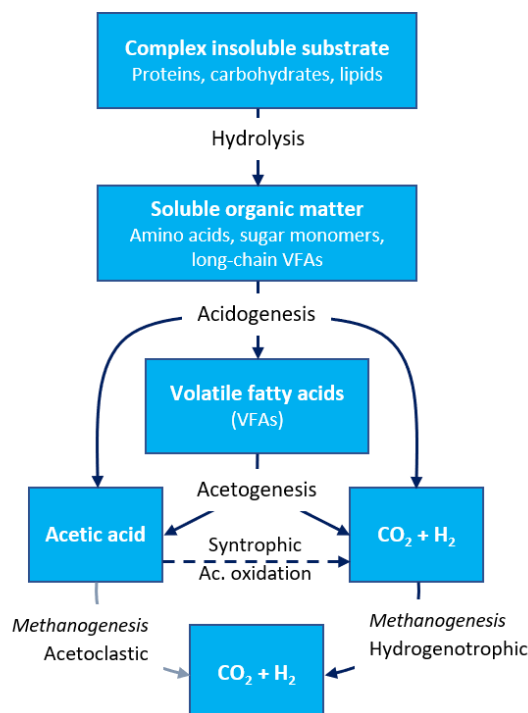 Complex insoluble substrate
Proteins, carbohydrates, lipids
Hydrolysis
Soluble organic matter
Amino acids, sugar monomers,
long-chain VFAs
Acidogenesis
Volatile fatty acids
(VFAs)
Acetogenesis
Acetic acid
Syntrophic
Ac. oxidation
CO₂ + H₂
Methanogenesis
Acetoclastic
Methanogenesis
Hydrogenotrophic
CO₂ + H₂